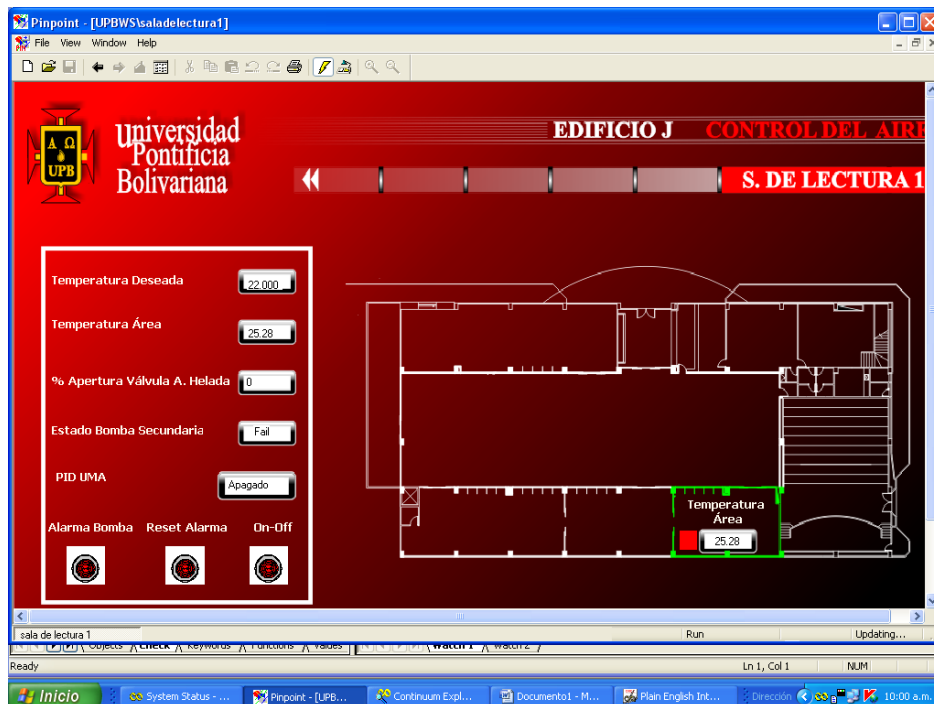 Pinpoint - [UPBWS\saladelectura1]
File View Window Help
Α Ω
UPB
universidad
Pontificia
Bolivariana
EDIFICIO J CONTROL DEL AIRE
S. DE LECTURA 1
Temperatura Deseada 22.000
Temperatura Área 25.28
% Apertura Válvula A. Helada 0
Estado Bomba Secundaria Fail
PID UMA Apagado
Alarma Bomba Reset Alarma On-Off
Temperatura
Área
25.28
sala de lectura 1 Run Updating...
Objects Check Keywords Functions Values Watch 1 Watch 2
Ready Ln 1, Col 1 NUM
Inicio System Status - ... Pinpoint - [UPB... Continuum Expl... Documento1 - M... Plain English Int... Dirección 10:00 a.m.